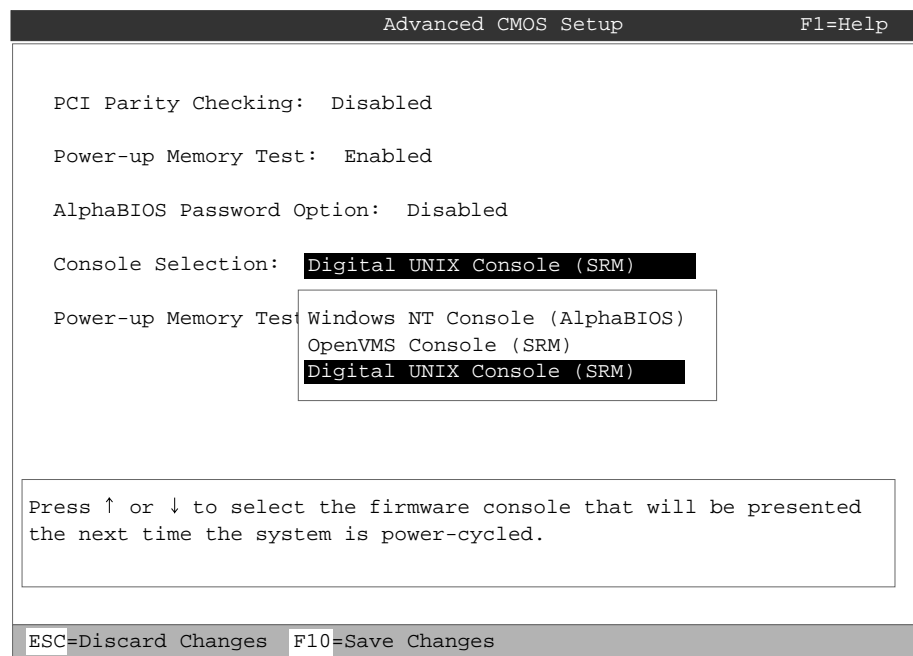 Advanced CMOS Setup F1=Help
PCI Parity Checking: Disabled
Power-up Memory Test: Enabled
AlphaBIOS Password Option: Disabled
Console Selection: Digital UNIX Console (SRM)
Power-up Memory Test
Windows NT Console (AlphaBIOS)
OpenVMS Console (SRM)
Digital UNIX Console (SRM)
Press ↑ or ↓ to select the firmware console that will be presented
the next time the system is power-cycled.
ESC=Discard Changes F10=Save Changes